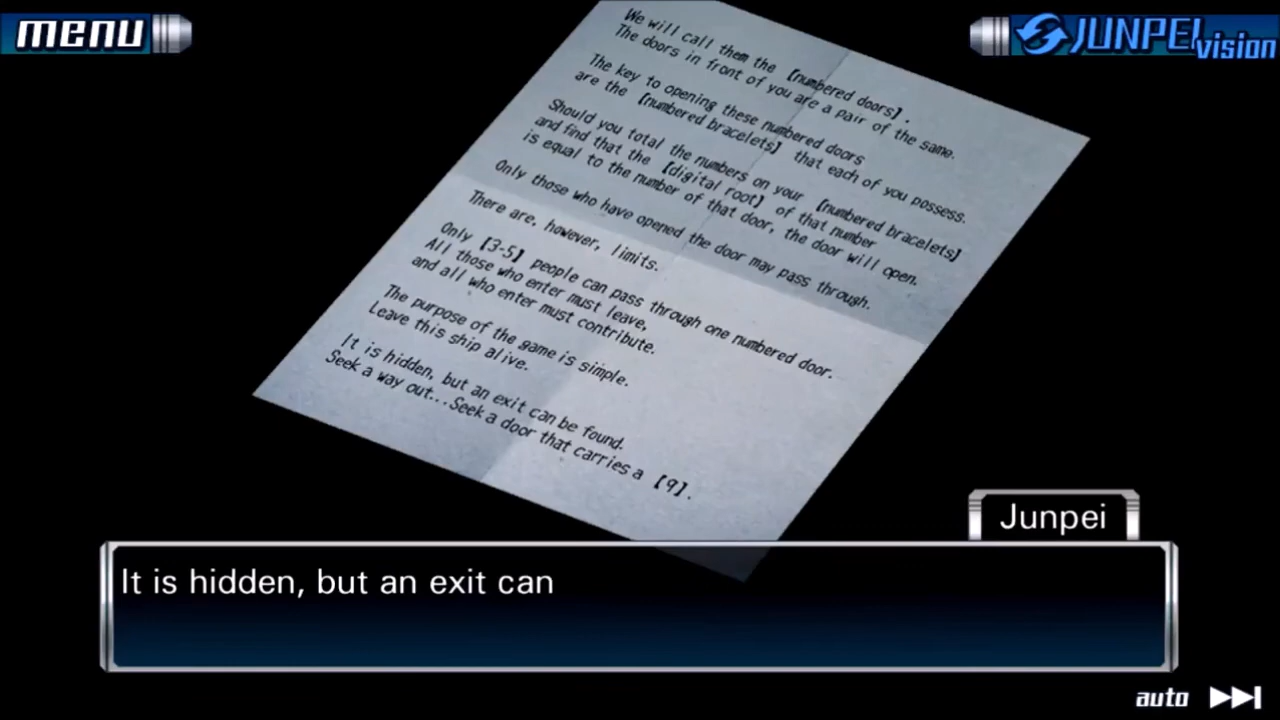 menu
JUNPEI vision
We will call them the 【numbered doors】.
The doors in front of you are a pair of the same.
The key to opening these numbered doors
are the 【numbered bracelets】 that each of you possess.
Should you total the numbers on your 【numbered bracelets】
and find that the 【digital root】 of that number
is equal to the number of that door, the door will open.
Only those who have opened the door may pass through.
There are, however, limits.
Only 【3-5】 people can pass through one numbered door.
All those who enter must leave,
and all who enter must contribute.
The purpose of the game is simple.
Leave this ship alive.
It is hidden, but an exit can be found.
Seek a way out...Seek a door that carries a 【9】.
Junpei
It is hidden, but an exit can
auto